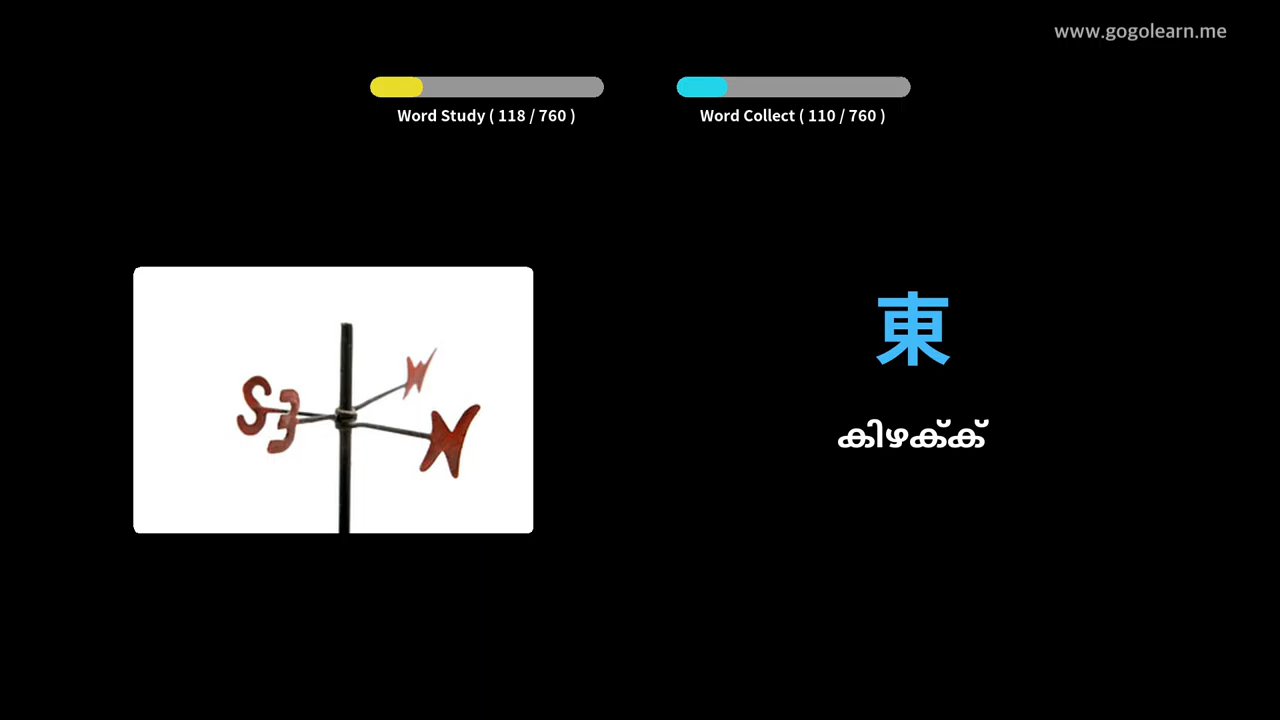 www.gogolearn.me
Word Study ( 118 / 760 )
Word Collect ( 110 / 760 )
S E N W
東
കിഴക്ക്